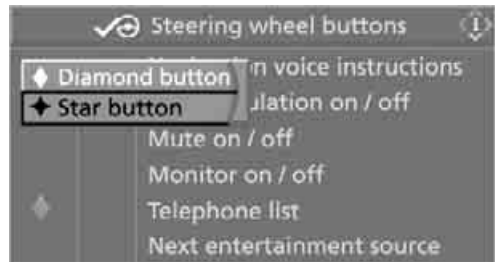 Steering wheel buttons
voice instructions
Diamond button
on / off
Star button
Mute on / off
Monitor on / off
Telephone list
Next entertainment source